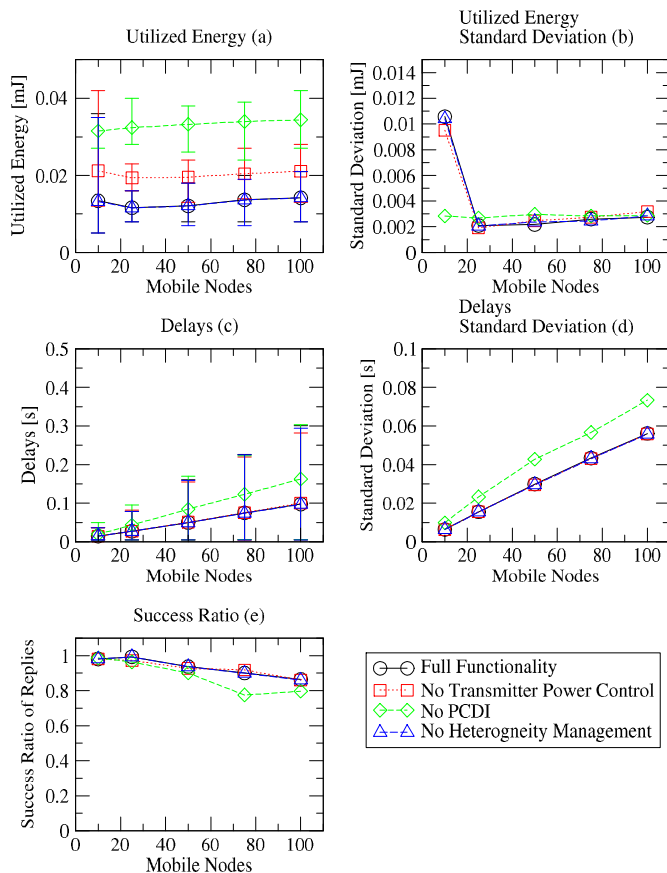 Utilized Energy (a)
Utilized Energy [mJ]
0.04
0.02
0
0 20 40 60 80 100
Mobile Nodes
Utilized Energy
Standard Deviation (b)
Standard Deviation [mJ]
0.014
0.012
0.01
0.008
0.006
0.004
0.002
0
0 20 40 60 80 100
Mobile Nodes
Delays (c)
Delays [s]
0.5
0.4
0.3
0.2
0.1
0
0 20 40 60 80 100
Mobile Nodes
Delays
Standard Deviation (d)
Standard Deviation [s]
0.1
0.08
0.06
0.04
0.02
0
0 20 40 60 80 100
Mobile Nodes
Success Ratio (e)
Success Ratio of Replies
1
0.8
0.6
0.4
0.2
0
0 20 40 60 80 100
Mobile Nodes
Full Functionality
No Transmitter Power Control
No PCDI
No Heterogneity Management